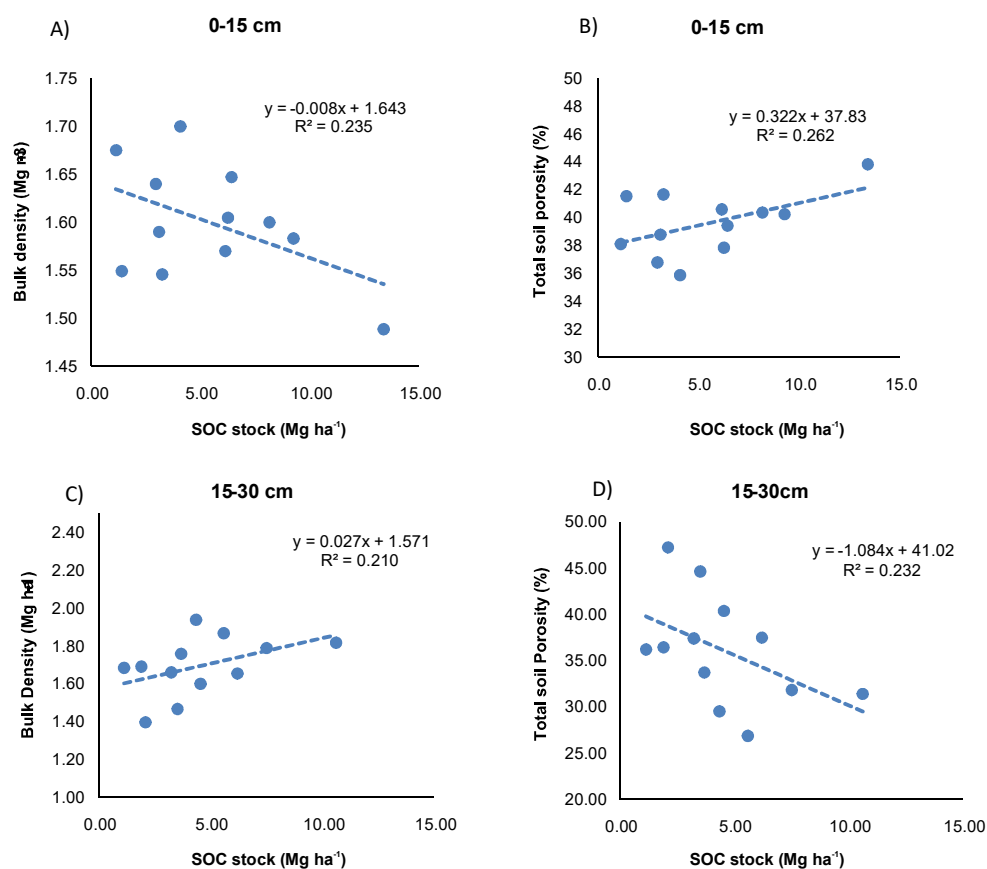 A)
0-15 cm
1.75
1.70
1.65
1.60
1.55
1.50
1.45
Bulk density (Mg
y = -0.008x + 1.643
R² = 0.235
0.00 5.00 10.00 15.00
SOC stock (Mg ha⁻¹)
B)
0-15 cm
50
48
46
44
42
40
38
36
34
32
30
Total soil porosity (%)
y = 0.322x + 37.83
R² = 0.262
0.0 5.0 10.0 15.0
SOC stock (Mg ha⁻¹)
C)
15-30 cm
2.40
2.20
2.00
1.80
1.60
1.40
1.20
1.00
Bulk Density (Mg
y = 0.027x + 1.571
R² = 0.210
0.00 5.00 10.00 15.00
SOC stock (Mg ha⁻¹)
D)
15-30cm
50.00
45.00
40.00
35.00
30.00
25.00
20.00
Total soil Porosity (%)
y = -1.084x + 41.02
R² = 0.232
0.00 5.00 10.00 15.00
SOC stock (Mg ha⁻¹)